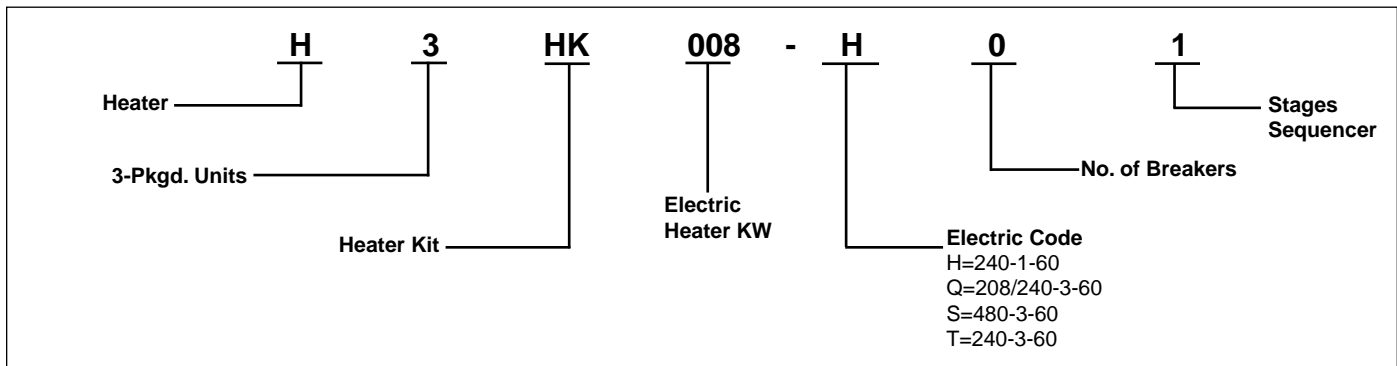 H 3 HK 008 - H 0 1
Heater
3-Pkgd. Units
Heater Kit
Electric
Heater KW
Electric Code
H=240-1-60
Q=208/240-3-60
S=480-3-60
T=240-3-60
No. of Breakers
Stages
Sequencer